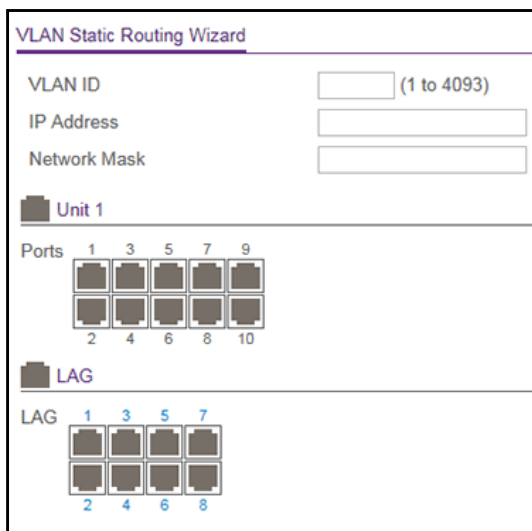 VLAN Static Routing Wizard
VLAN ID (1 to 4093)
IP Address
Network Mask
Unit 1
Ports 1 3 5 7 9
2 4 6 8 10
LAG
LAG 1 3 5 7
2 4 6 8